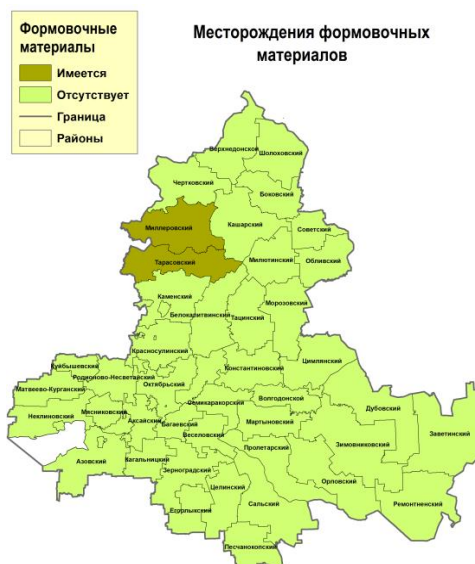 Формовочные
материалы
Имеется
Отсутствует
Граница
Районы
Месторождения формовочных
материалов
Верхнедонской
Шолоховский
Чертковский
Боковский
Миллеровский
Кашарский
Советский
Тарасовский
Милютинский
Обливский
Каменский
Белокалитвинский
Тацинский
Морозовский
Красносулинский
Куйбышевский
Родионово-Несветайский
Константиновский
Цимлянский
Матвеево-Курганский
Октябрьский
Семикаракорский
Волгодонской
Дубовский
Неклиновский
Мясниковский
Аксайский
Багаевский
Мартыновский
Заветинский
Веселовский
Зимовниковский
Азовский
Кагальницкий
Зерноградский
Пролетарский
Целинский
Орловский
Егорлыкский
Сальский
Ремонтненский
Песчанокопский